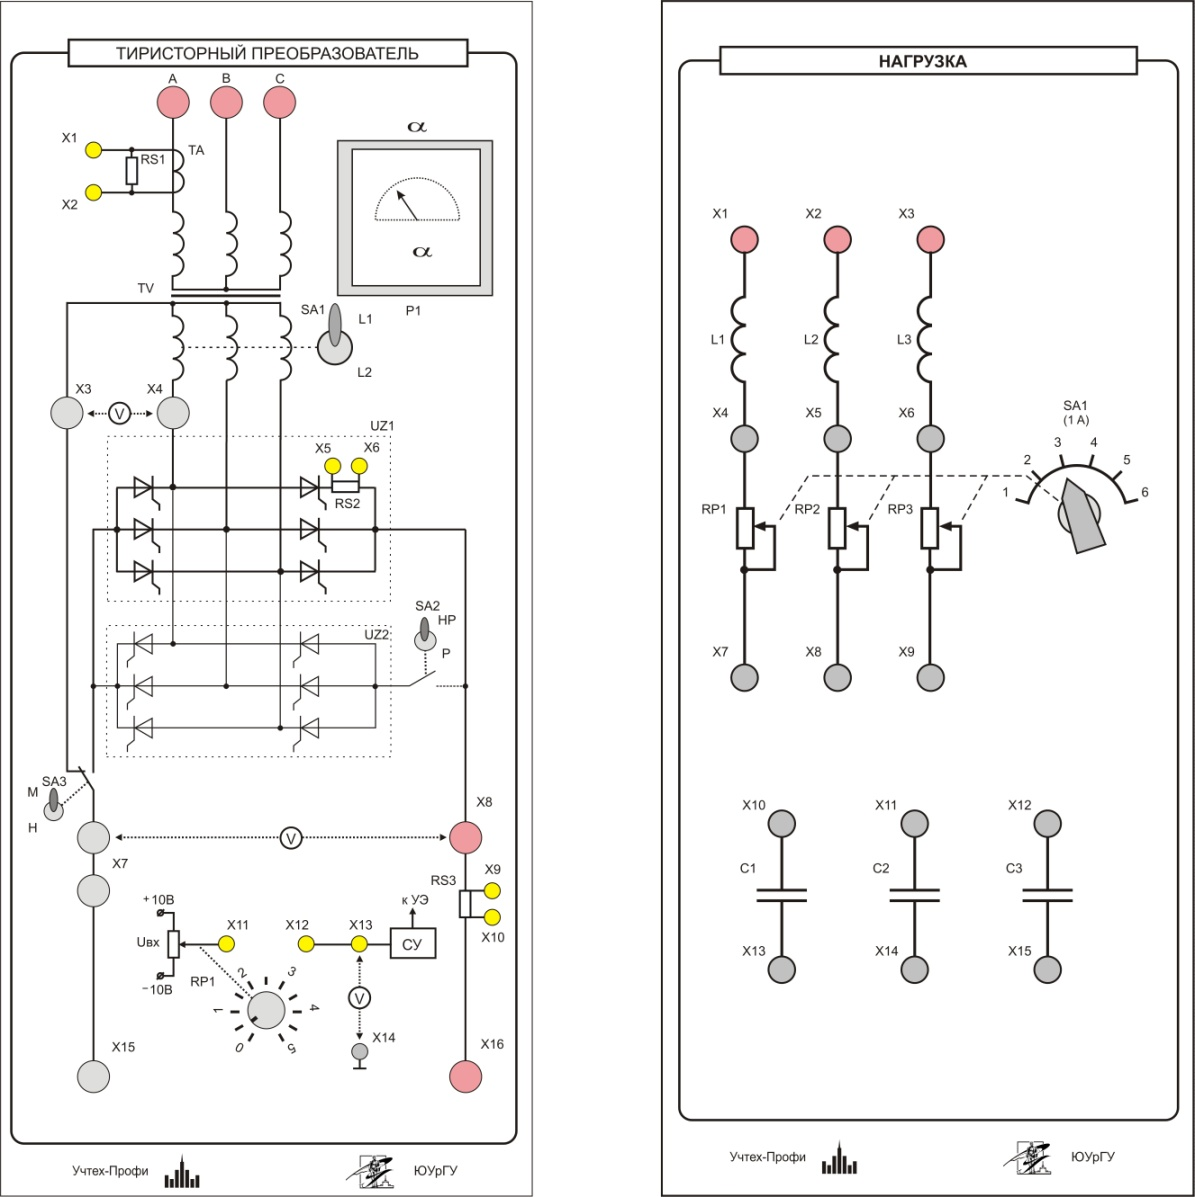 ТИРИСТОРНЫЙ ПРЕОБРАЗОВАТЕЛЬ
A B C
α
X1
TA
RS1
X2
α
TV
SA1
L1
P1
L2
X3
V
X4
UZ1
X5 X6
RS2
SA2
HP
UZ2
P
SA3
M
H
X8
V
X7
X9
RS3
+10В
к УЭ
X11
X12
X13
X10
Uвх
СУ
RP1
−10В
0 1 2 3 4 5
V
X14
X15
X16
Учтех-Профи
ЮУрГУ
НАГРУЗКА
X1 X2 X3
L1 L2 L3
X4 X5 X6
SA1
(1 A)
1 2 3 4 5 6
RP1 RP2 RP3
X7 X8 X9
X10 X11 X12
C1 C2 C3
X13 X14 X15
Учтех-Профи
ЮУрГУ